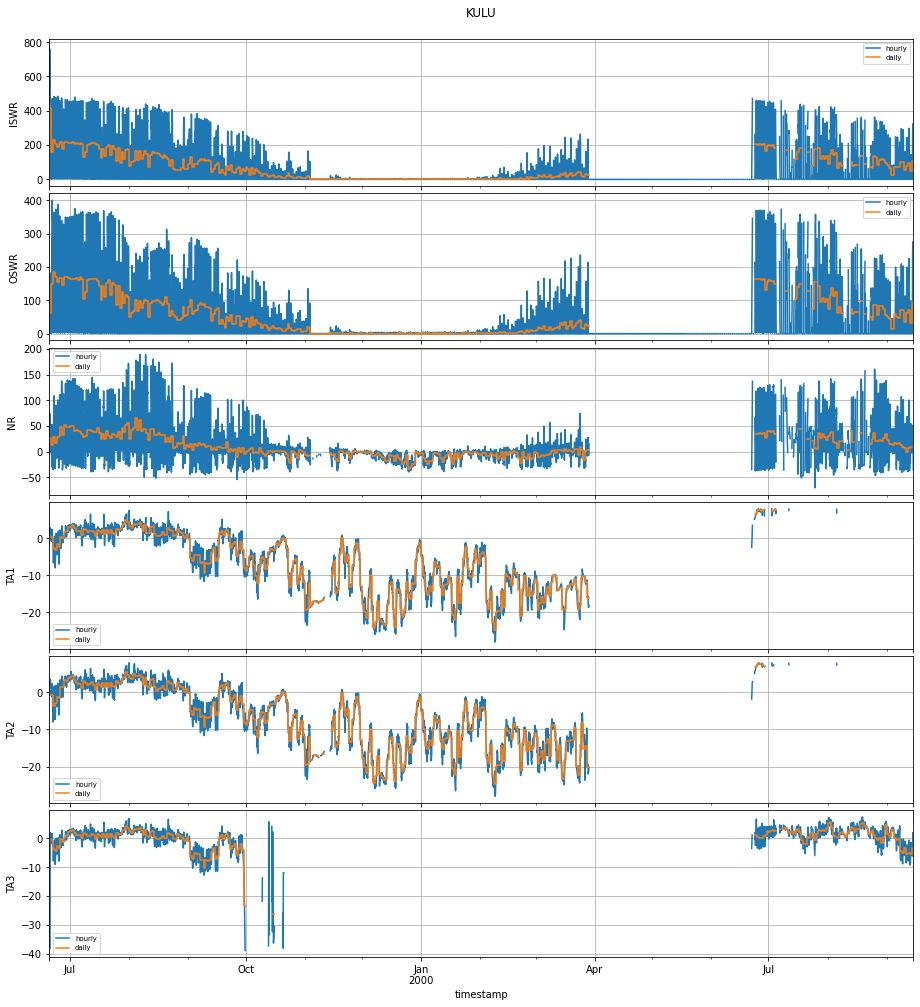 KULU
800
600
400
200
0
ISWR
hourly
daily
400
300
200
100
0
OSWR
hourly
daily
200
150
100
50
0
−50
NR
hourly
daily
0
−10
−20
TA1
hourly
daily
0
−10
−20
TA2
hourly
daily
0
−10
−20
−30
−40
TA3
hourly
daily
Jul Oct Jan Apr Jul
2000
timestamp